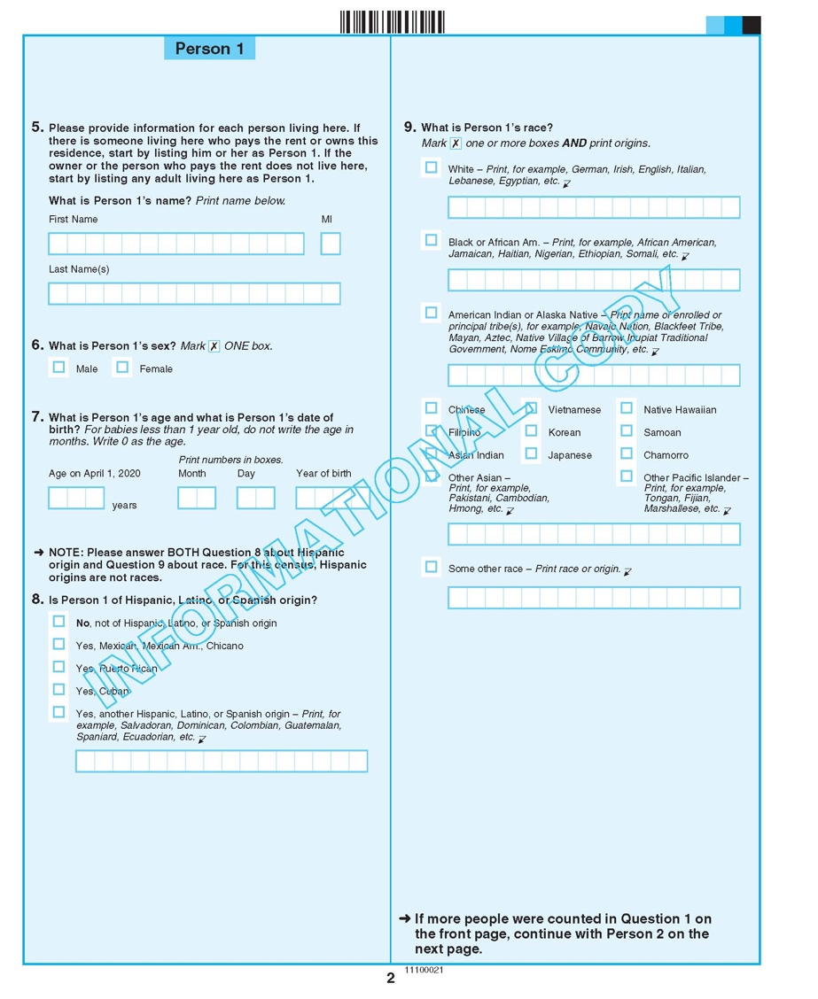 Person 1
5. Please provide information for each person living here. If
there is someone living here who pays the rent or owns this
residence, start by listing him or her as Person 1. If the
owner or the person who pays the rent does not live here,
start by listing any adult living here as Person 1.
What is Person 1's name? Print name below.
First Name MI
Last Name(s)
6. What is Person 1's sex? Mark ✗ ONE box.
Male Female
7. What is Person 1's age and what is Person 1's date of
birth? For babies less than 1 year old, do not write the age in
months. Write 0 as the age.
Print numbers in boxes.
Age on April 1, 2020 Month Day Year of birth
years
➜ NOTE: Please answer BOTH Question 8 about Hispanic
origin and Question 9 about race. For this census, Hispanic
origins are not races.
8. Is Person 1 of Hispanic, Latino, or Spanish origin?
No, not of Hispanic, Latino, or Spanish origin
Yes, Mexican, Mexican Am., Chicano
Yes, Puerto Rican
Yes, Cuban
Yes, another Hispanic, Latino, or Spanish origin – Print, for
example, Salvadoran, Dominican, Colombian, Guatemalan,
Spaniard, Ecuadorian, etc.
9. What is Person 1's race?
Mark ✗ one or more boxes AND print origins.
White – Print, for example, German, Irish, English, Italian,
Lebanese, Egyptian, etc.
Black or African Am. – Print, for example, African American,
Jamaican, Haitian, Nigerian, Ethiopian, Somali, etc.
American Indian or Alaska Native – Print name of enrolled or
principal tribe(s), for example, Navajo Nation, Blackfeet Tribe,
Mayan, Aztec, Native Village of Barrow Inupiat Traditional
Government, Nome Eskimo Community, etc.
Chinese Vietnamese Native Hawaiian
Filipino Korean Samoan
Asian Indian Japanese Chamorro
Other Asian –
Print, for example,
Pakistani, Cambodian,
Hmong, etc.
Other Pacific Islander –
Print, for example,
Tongan, Fijian,
Marshallese, etc.
Some other race – Print race or origin.
➜ If more people were counted in Question 1 on
the front page, continue with Person 2 on the
next page.
INFORMATIONAL COPY
11100021
2